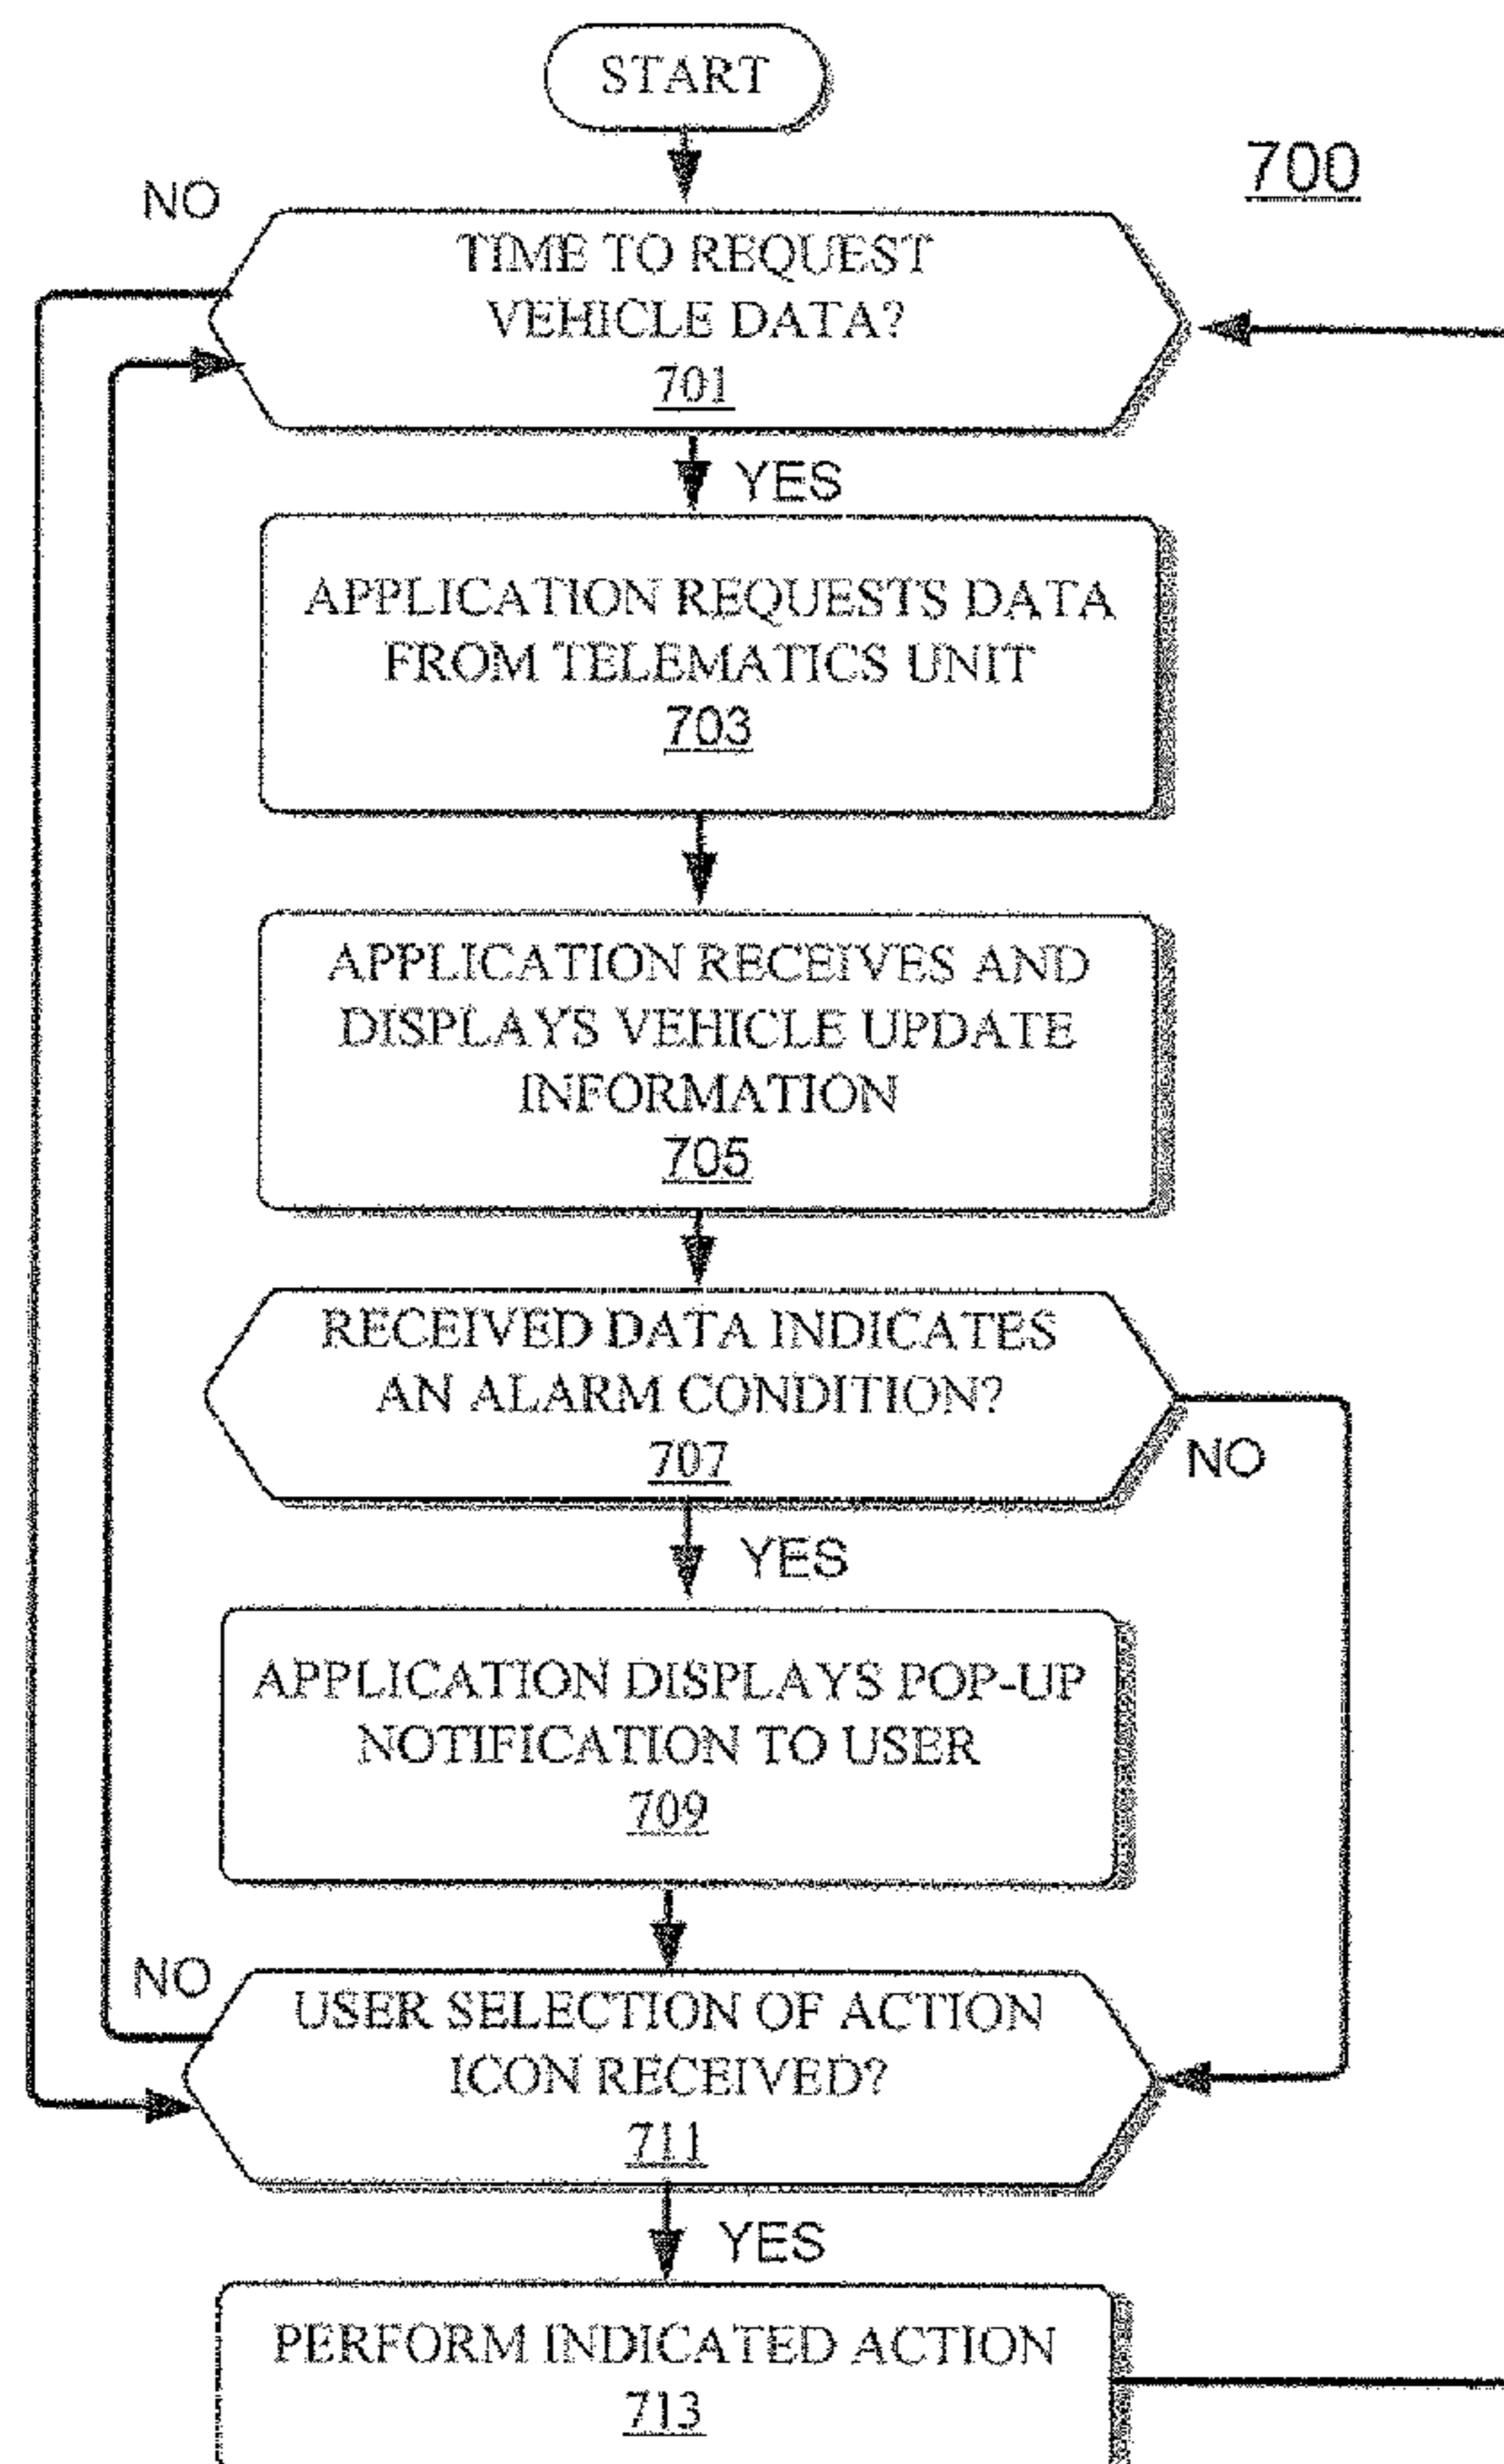 START
700
NO
TIME TO REQUEST
VEHICLE DATA?
701
YES
APPLICATION REQUESTS DATA
FROM TELEMATICS UNIT
703
APPLICATION RECEIVES AND
DISPLAYS VEHICLE UPDATE
INFORMATION
705
RECEIVED DATA INDICATES
AN ALARM CONDITION?
707
NO
YES
APPLICATION DISPLAYS POP-UP
NOTIFICATION TO USER
709
NO
USER SELECTION OF ACTION
ICON RECEIVED?
711
YES
PERFORM INDICATED ACTION
713